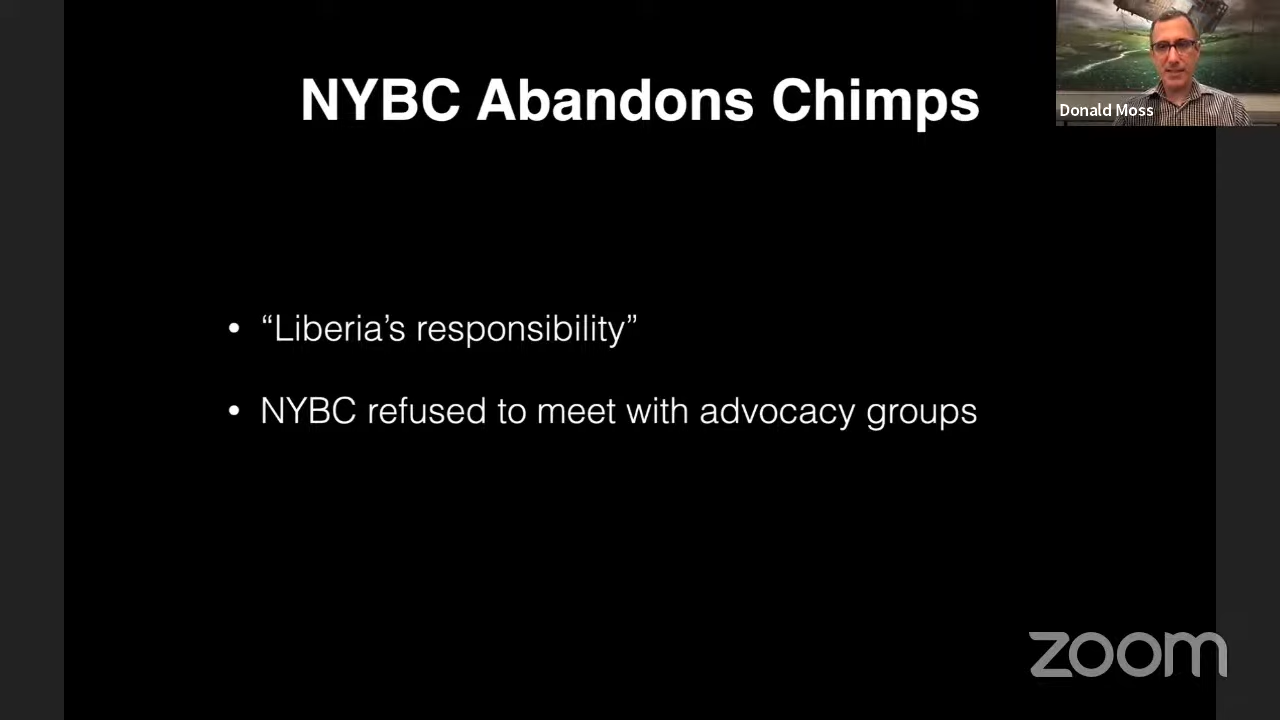 NYBC Abandons Chimps
Donald Moss
• “Liberia’s responsibility”
• NYBC refused to meet with advocacy groups
zoom